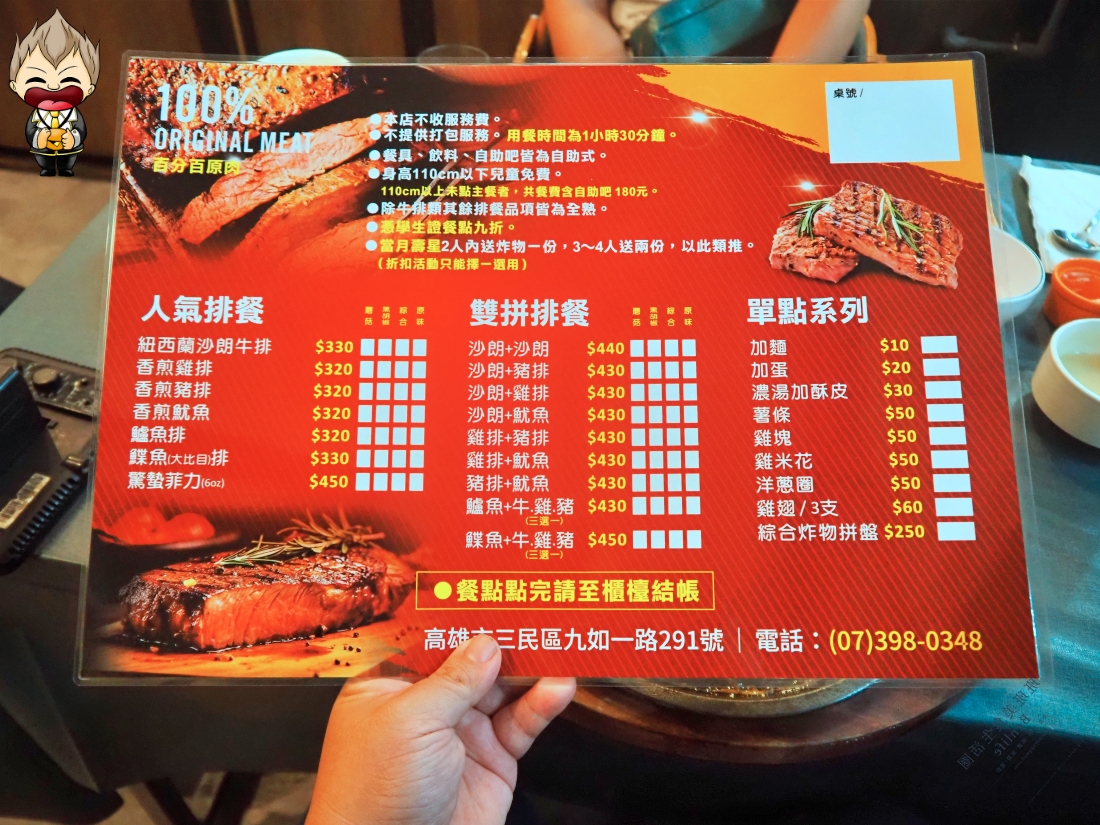 100%
ORIGINAL MEAT
百分百原肉
●本店不收服務費。
●不提供打包服務。用餐時間為1小時30分鐘。
●餐具、飲料、自助吧皆為自助式。
●身高110cm以下兒童免費。
110cm以上未點主餐者，共餐費含自助吧 180元。
●除牛排類其餘排餐品項皆為全熟。
●憑學生證餐點九折。
●當月壽星2人內送炸物一份，3～4人送兩份，以此類推。
(折扣活動只能擇一選用)
桌號/
人氣排餐 蘑菇 黑胡椒 綜合 原味
紐西蘭沙朗牛排 $330
香煎雞排 $320
香煎豬排 $320
香煎魷魚 $320
鱸魚排 $320
鰈魚(大比目)排 $330
驚蟄菲力(6oz) $450
雙拼排餐 蘑菇 黑胡椒 綜合 原味
沙朗+沙朗 $440
沙朗+豬排 $430
沙朗+雞排 $430
沙朗+魷魚 $430
雞排+豬排 $430
雞排+魷魚 $430
豬排+魷魚 $430
鱸魚+牛.雞.豬 $430
(三選一)
鰈魚+牛.雞.豬 $450
(三選一)
單點系列
加麵 $10
加蛋 $20
濃湯加酥皮 $30
薯條 $50
雞塊 $50
雞米花 $50
洋蔥圈 $50
雞翅/3支 $60
綜合炸物拼盤 $250
●餐點點完請至櫃檯結帳
高雄市三民區九如一路291號｜電話：(07)398-0348